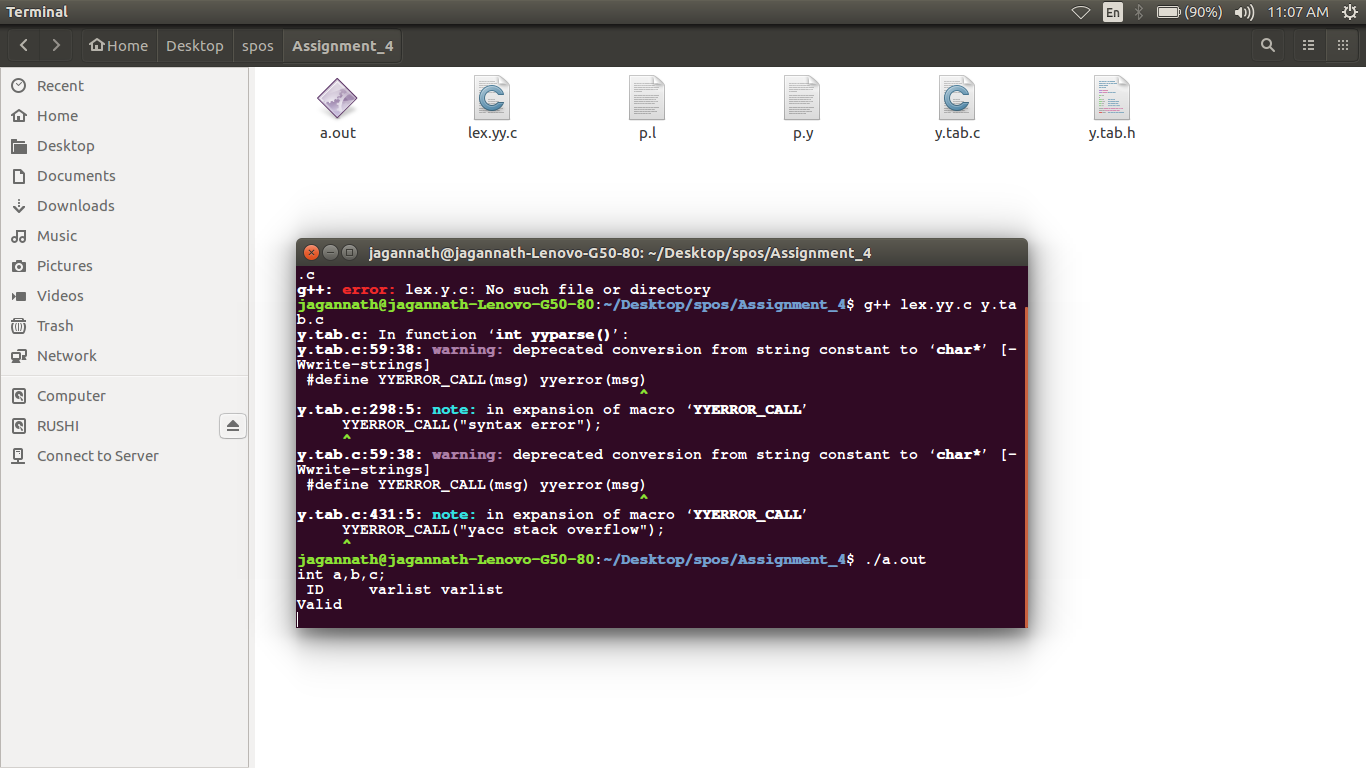 Terminal
En
(90%)
11:07 AM
Home
Desktop
spos
Assignment_4
Recent
Home
Desktop
Documents
Downloads
Music
Pictures
Videos
Trash
Network
Computer
RUSHI
Connect to Server
a.out
lex.yy.c
p.l
p.y
y.tab.c
y.tab.h
jagannath@jagannath-Lenovo-G50-80: ~/Desktop/spos/Assignment_4
.c
g++: error: lex.y.c: No such file or directory
jagannath@jagannath-Lenovo-G50-80:~/Desktop/spos/Assignment_4$ g++ lex.yy.c y.ta
b.c
y.tab.c: In function ‘int yyparse()’:
y.tab.c:59:38: warning: deprecated conversion from string constant to ‘char*’ [-
Wwrite-strings]
#define YYERROR_CALL(msg) yyerror(msg)
^
y.tab.c:298:5: note: in expansion of macro ‘YYERROR_CALL’
YYERROR_CALL("syntax error");
^
y.tab.c:59:38: warning: deprecated conversion from string constant to ‘char*’ [-
Wwrite-strings]
#define YYERROR_CALL(msg) yyerror(msg)
^
y.tab.c:431:5: note: in expansion of macro ‘YYERROR_CALL’
YYERROR_CALL("yacc stack overflow");
^
jagannath@jagannath-Lenovo-G50-80:~/Desktop/spos/Assignment_4$ ./a.out
int a,b,c;
ID     varlist varlist
Valid